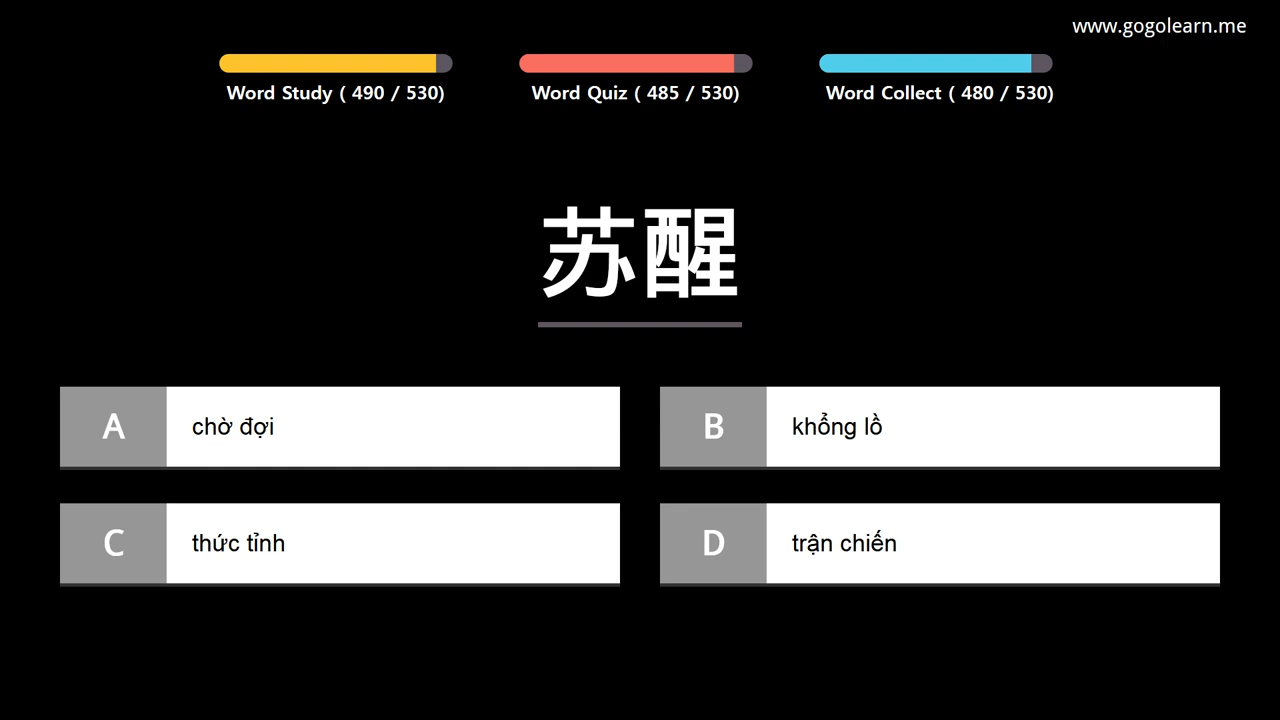 www.gogolearn.me
Word Study ( 490 / 530)
Word Quiz ( 485 / 530)
Word Collect ( 480 / 530)
苏醒
A chờ đợi
B khổng lồ
C thức tỉnh
D trận chiến